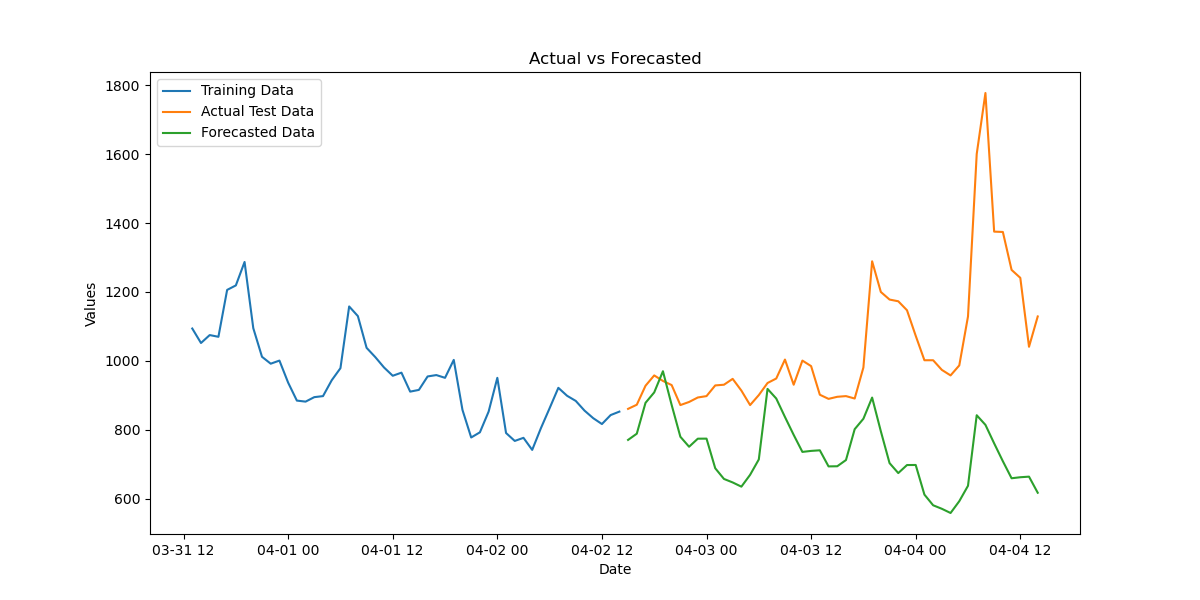 Actual vs Forecasted
Training Data
Actual Test Data
Forecasted Data
Values
1800
1600
1400
1200
1000
800
600
03-31 12 04-01 00 04-01 12 04-02 00 04-02 12 04-03 00 04-03 12 04-04 00 04-04 12
Date